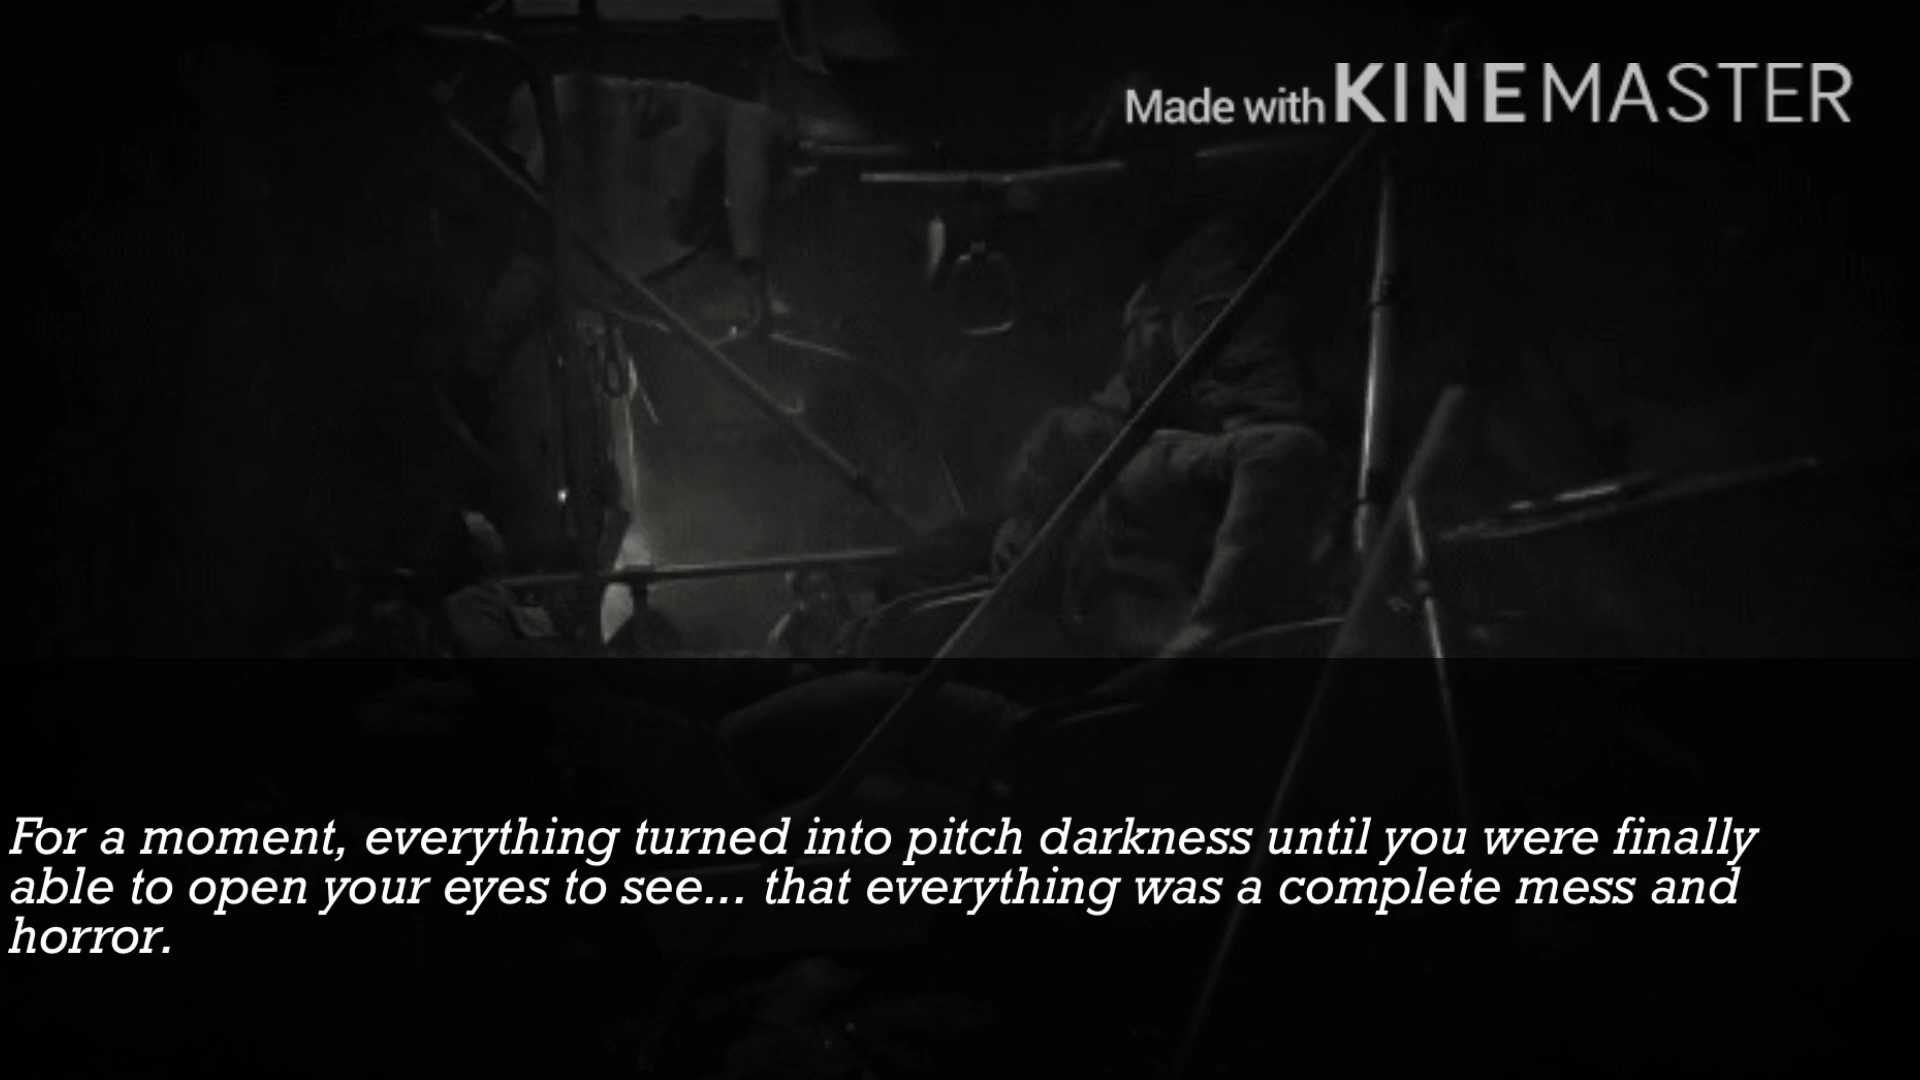 Made with KINEMASTER
For a moment, everything turned into pitch darkness until you were finally
able to open your eyes to see... that everything was a complete mess and
horror.